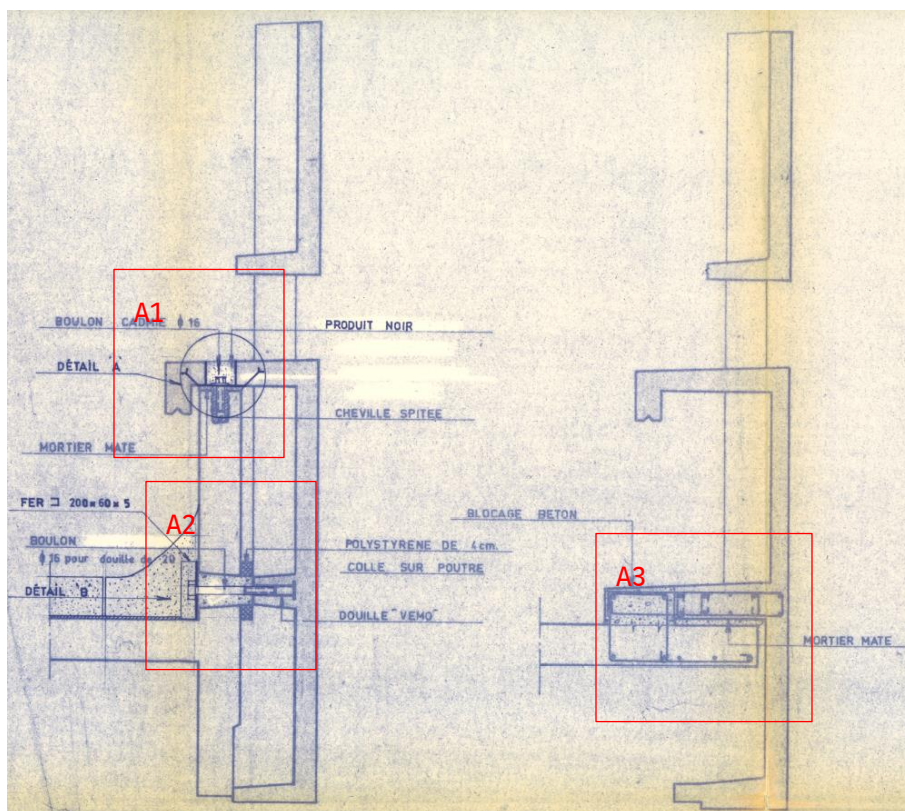 A1
BOULON CADMIE ϕ 16
PRODUIT NOIR
DÉTAIL "A"
CHEVILLE SPITEE
MORTIER MATE
FER ⊐ 200×60×5
A2
BOULON
ϕ 16 pour douille de 20
POLYSTYRENE DE 4cm.
COLLE SUR POUTRE
DÉTAIL "B"
DOUILLE "VEMO"
BLOCAGE BETON
A3
MORTIER MATE